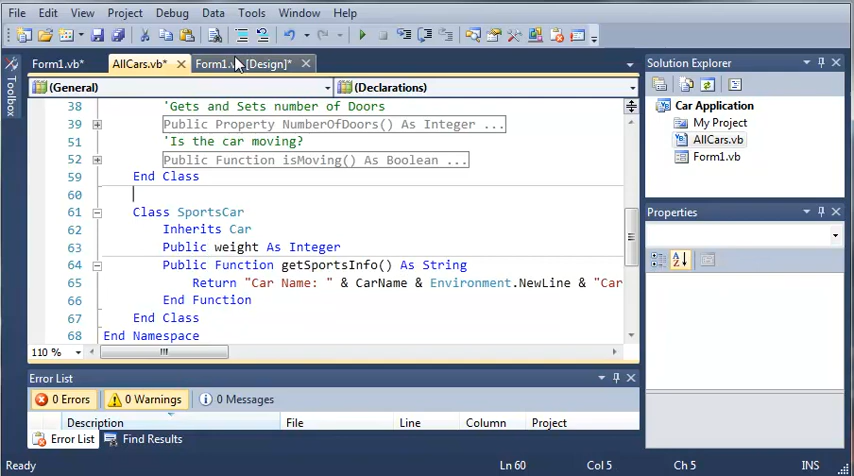 File Edit View Project Debug Data Tools Window Help
Form1.vb* AllCars.vb* Form1.v [Design]*
(General) (Declarations)
38 'Gets and Sets number of Doors
39 Public Property NumberOfDoors() As Integer ...
51 'Is the car moving?
52 Public Function isMoving() As Boolean ...
59 End Class
60
61 Class SportsCar
62 Inherits Car
63 Public weight As Integer
64 Public Function getSportsInfo() As String
65 Return "Car Name: " & CarName & Environment.NewLine & "Car
66 End Function
67 End Class
68 End Namespace
110 %
Toolbox
Error List
0 Errors 0 Warnings 0 Messages
Description File Line Column Project
Error List Find Results
Ready Ln 60 Col 5 Ch 5 INS
Solution Explorer
Car Application
My Project
AllCars.vb
Form1.vb
Properties